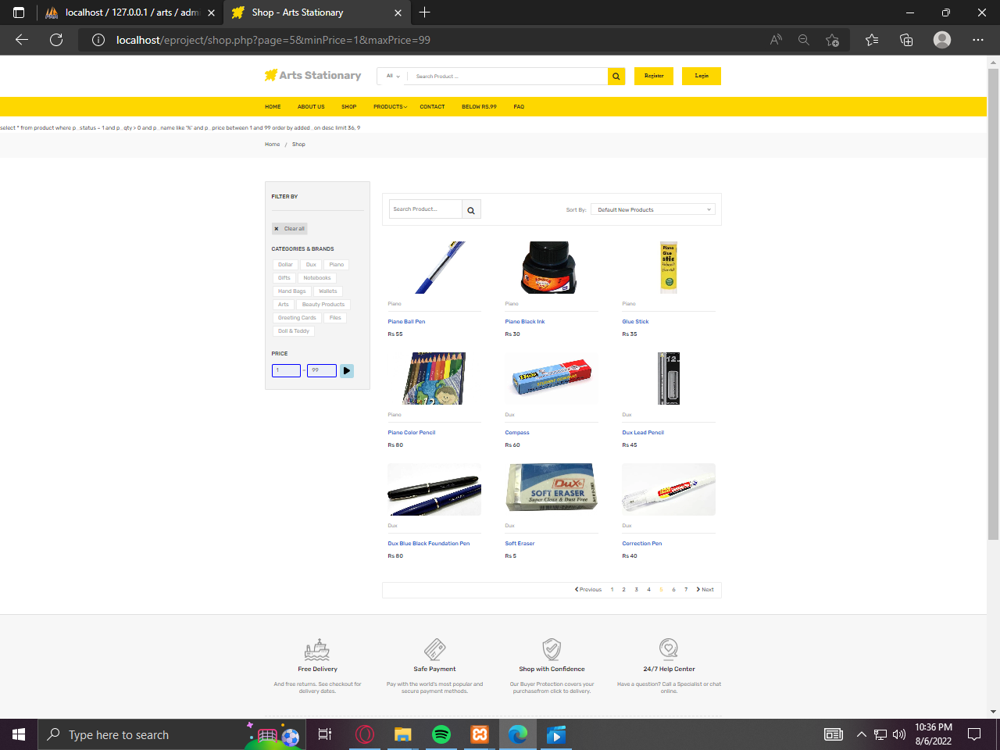 localhost / 127.0.0.1 / arts / adm
Shop - Arts Stationary
localhost/eproject/shop.php?page=5&minPrice=1&maxPrice=99
Arts Stationary
All
Search Product ...
Register
Login
HOME
ABOUT US
SHOP
PRODUCTS
CONTACT
BELOW RS.99
FAQ
select * from product where p_status = 1 and p_qty > 0 and p_name like '%' and p_price between 1 and 99 order by added_on desc limit 36, 9
Home / Shop
FILTER BY
Clear all
CATEGORIES & BRANDS
Dollar Dux Piano
Gifts Notebooks
Hand Bags Wallets
Arts Beauty Products
Greeting Cards Files
Doll & Teddy
PRICE
1 - 99
Search Product...
Sort By: Default New Products
Piano
Glue
stic
Piano Piano Piano
Piano Ball Pen Piano Black Ink Glue Stick
Rs 55 Rs 30 Rs 35
12
DUX
STUDENT COMPASS
12
Piano Dux Dux
Piano Color Pencil Compass Dux Lead Pencil
Rs 80 Rs 60 Rs 45
DUX
SOFT ERASER
Super Clean & Dust Free
Dux Dux Dux
Dux Blue Black Foundation Pen Soft Eraser Correction Pen
Rs 80 Rs 5 Rs 40
Previous 1 2 3 4 5 6 7 Next
Free Delivery
And free returns. See checkout for
delivery dates.
Safe Payment
Pay with the world's most popular and
secure payment methods.
Shop with Confidence
Our Buyer Protection covers your
purchasefrom click to delivery.
24/7 Help Center
Have a question? Call a Specialist or chat
online.
Type here to search
10:36 PM
8/6/2022